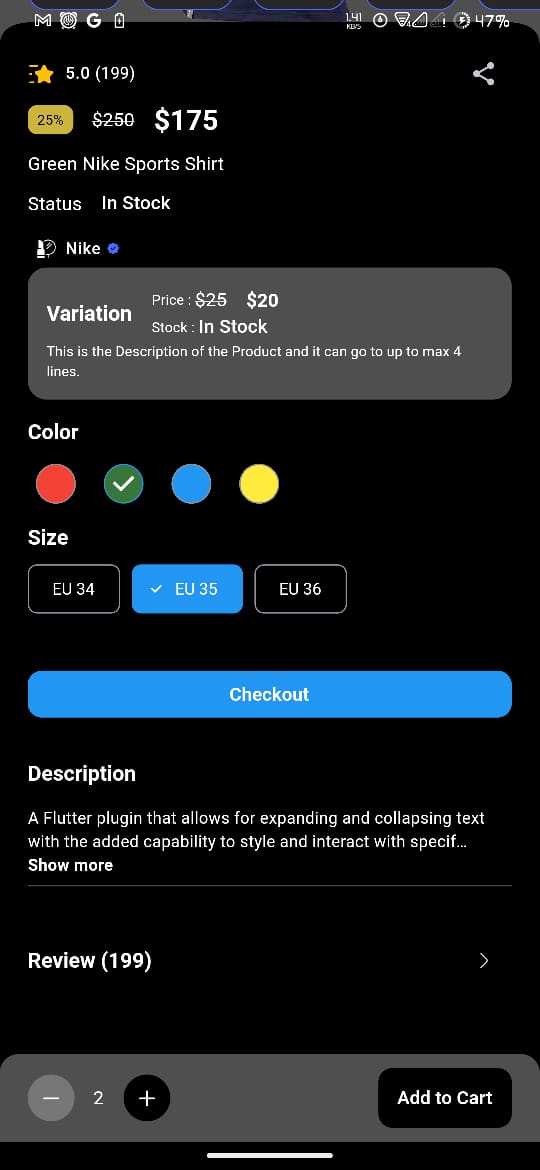 1.41
KB/S
47%
5.0 (199)
25% $250 $175
Green Nike Sports Shirt
Status In Stock
Nike
Variation
Price : $25 $20
Stock : In Stock
This is the Description of the Product and it can go to up to max 4
lines.
Color
Size
EU 34 EU 35 EU 36
Checkout
Description
A Flutter plugin that allows for expanding and collapsing text
with the added capability to style and interact with specif...
Show more
Review (199)
2 Add to Cart